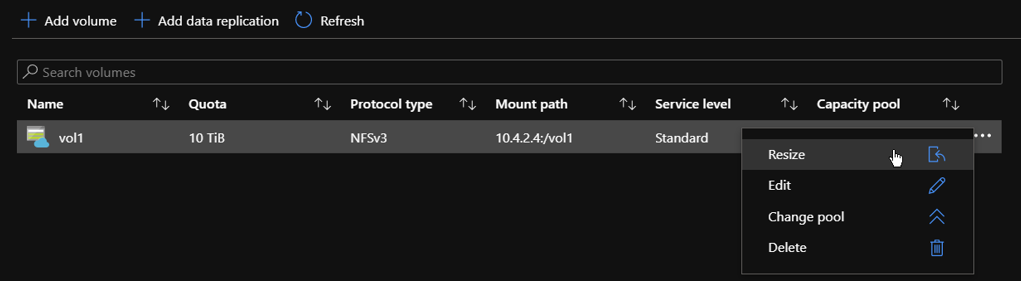 Add volume Add data replication Refresh
Search volumes
Name Quota Protocol type Mount path Service level Capacity pool
vol1 10 TiB NFSv3 10.4.2.4:/vol1 Standard
Resize
Edit
Change pool
Delete